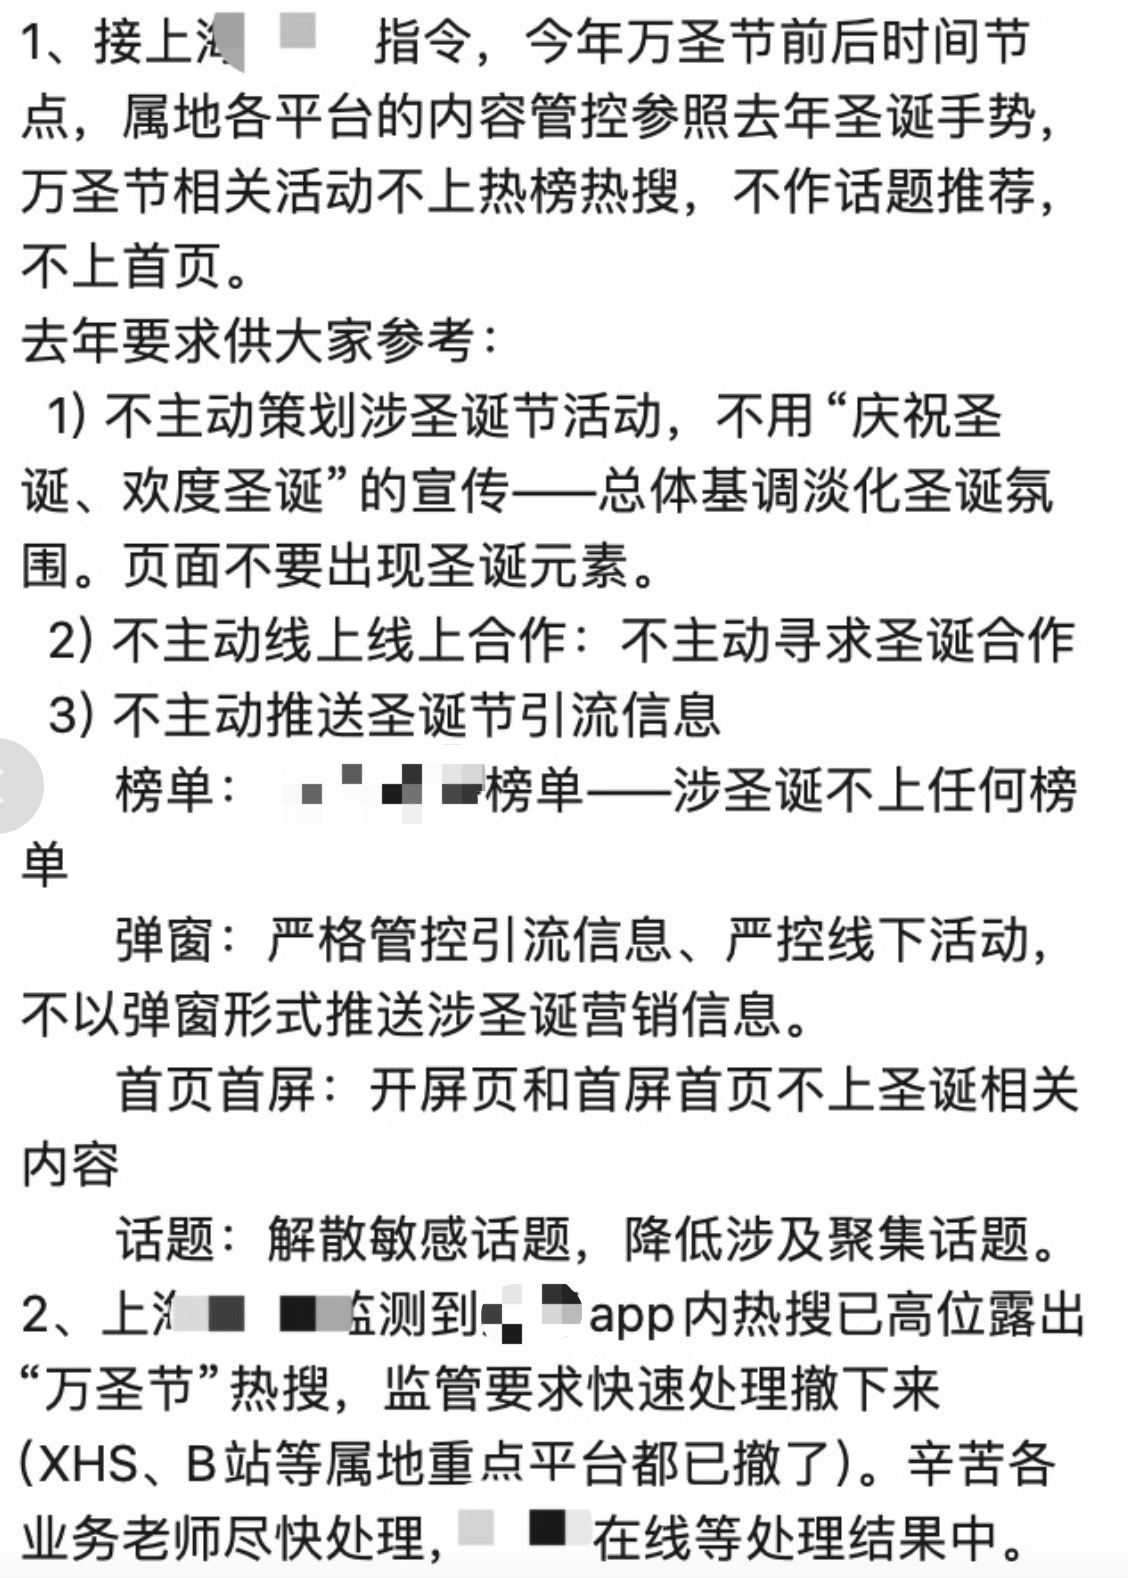 1、接上海 指令，今年万圣节前后时间节
点，属地各平台的内容管控参照去年圣诞手势，
万圣节相关活动不上热榜热搜，不作话题推荐，
不上首页。
去年要求供大家参考：
1) 不主动策划涉圣诞节活动，不用“庆祝圣
诞、欢度圣诞”的宣传——总体基调淡化圣诞氛
围。页面不要出现圣诞元素。
2) 不主动线上线上合作：不主动寻求圣诞合作
3) 不主动推送圣诞节引流信息
榜单： 榜单——涉圣诞不上任何榜
单
弹窗：严格管控引流信息、严控线下活动，
不以弹窗形式推送涉圣诞营销信息。
首页首屏：开屏页和首屏首页不上圣诞相关
内容
话题：解散敏感话题，降低涉及聚集话题。
2、上海 监测到 app内热搜已高位露出
“万圣节”热搜，监管要求快速处理撤下来
(XHS、B站等属地重点平台都已撤了)。辛苦各
业务老师尽快处理， 在线等处理结果中。